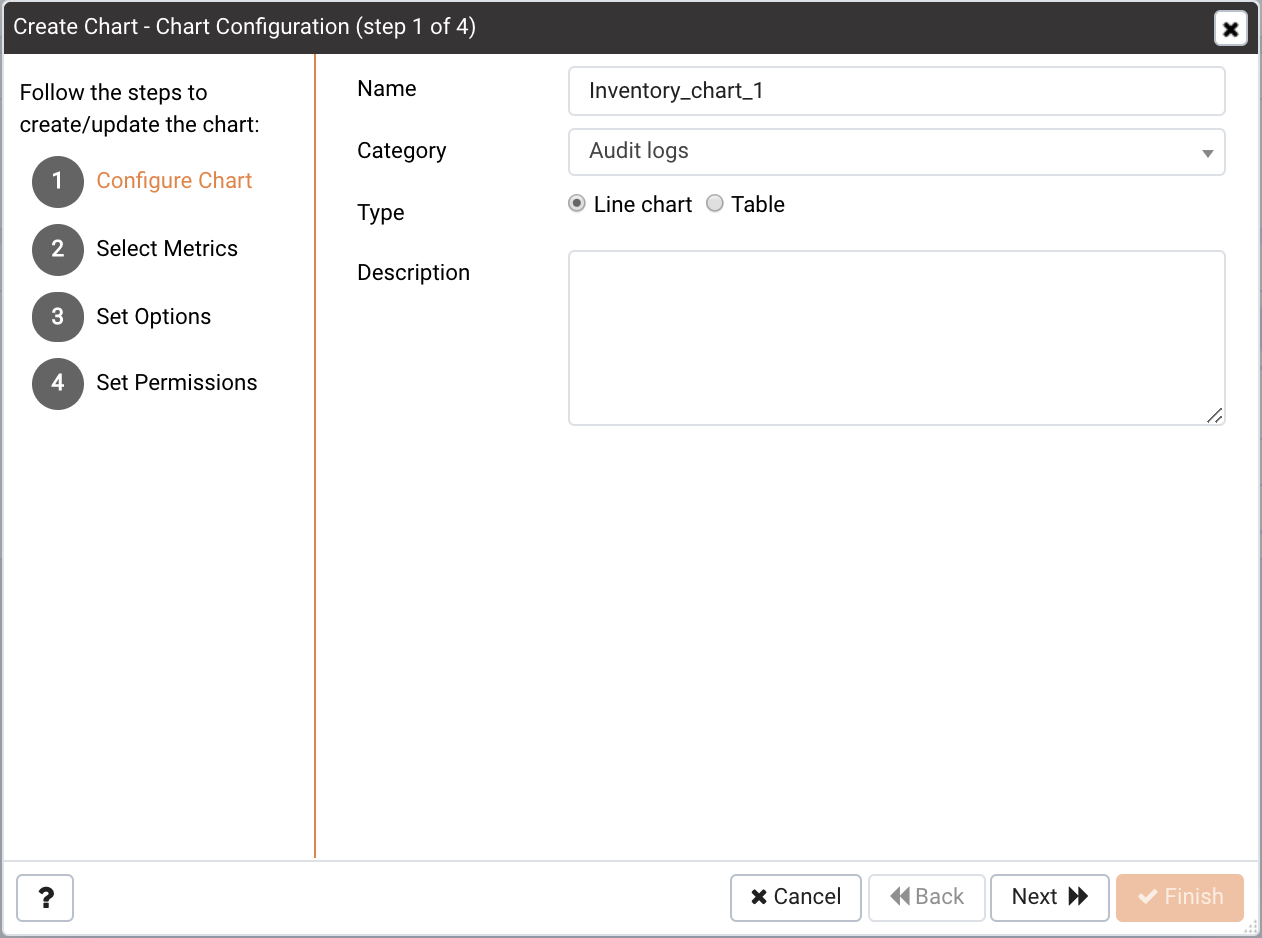 Create Chart - Chart Configuration (step 1 of 4)
Follow the steps to
create/update the chart:
1 Configure Chart
2 Select Metrics
3 Set Options
4 Set Permissions
Name Inventory_chart_1
Category Audit logs
Type Line chart Table
Description
? Cancel Back Next Finish